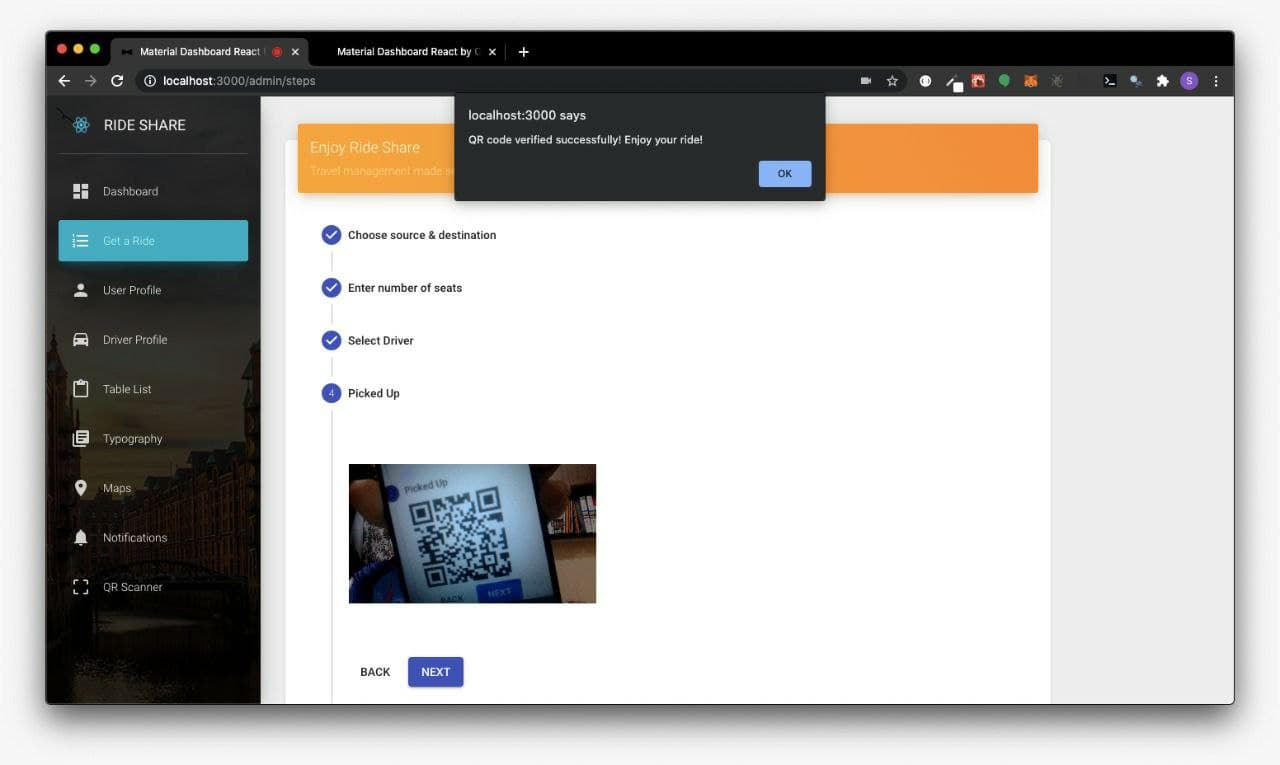 Material Dashboard React
Material Dashboard React by
localhost:3000/admin/steps
S
localhost:3000 says
QR code verified successfully! Enjoy your ride!
OK
RIDE SHARE
Dashboard
Get a Ride
User Profile
Driver Profile
Table List
Typography
Maps
Notifications
QR Scanner
Enjoy Ride Share
Travel management made
Choose source & destination
Enter number of seats
Select Driver
4 Picked Up
Picked Up
BACK NEXT
BACK NEXT